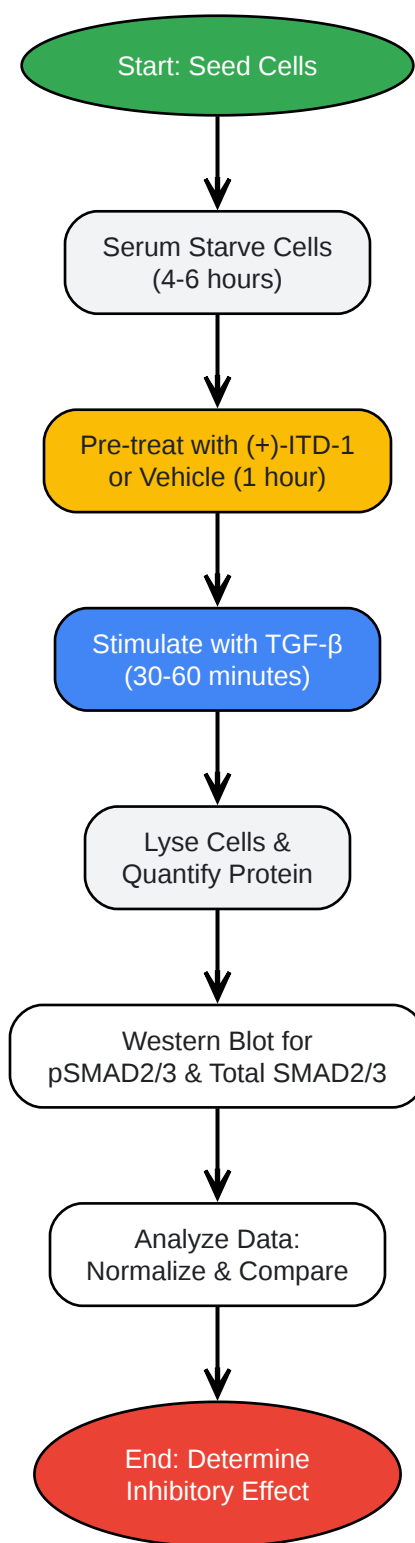 Start: Seed Cells
Serum Starve Cells
(4-6 hours)
Pre-treat with (+)-ITD-1
or Vehicle (1 hour)
Stimulate with TGF-β
(30-60 minutes)
Lyse Cells &
Quantify Protein
Western Blot for
pSMAD2/3 & Total SMAD2/3
Analyze Data:
Normalize & Compare
End: Determine
Inhibitory Effect